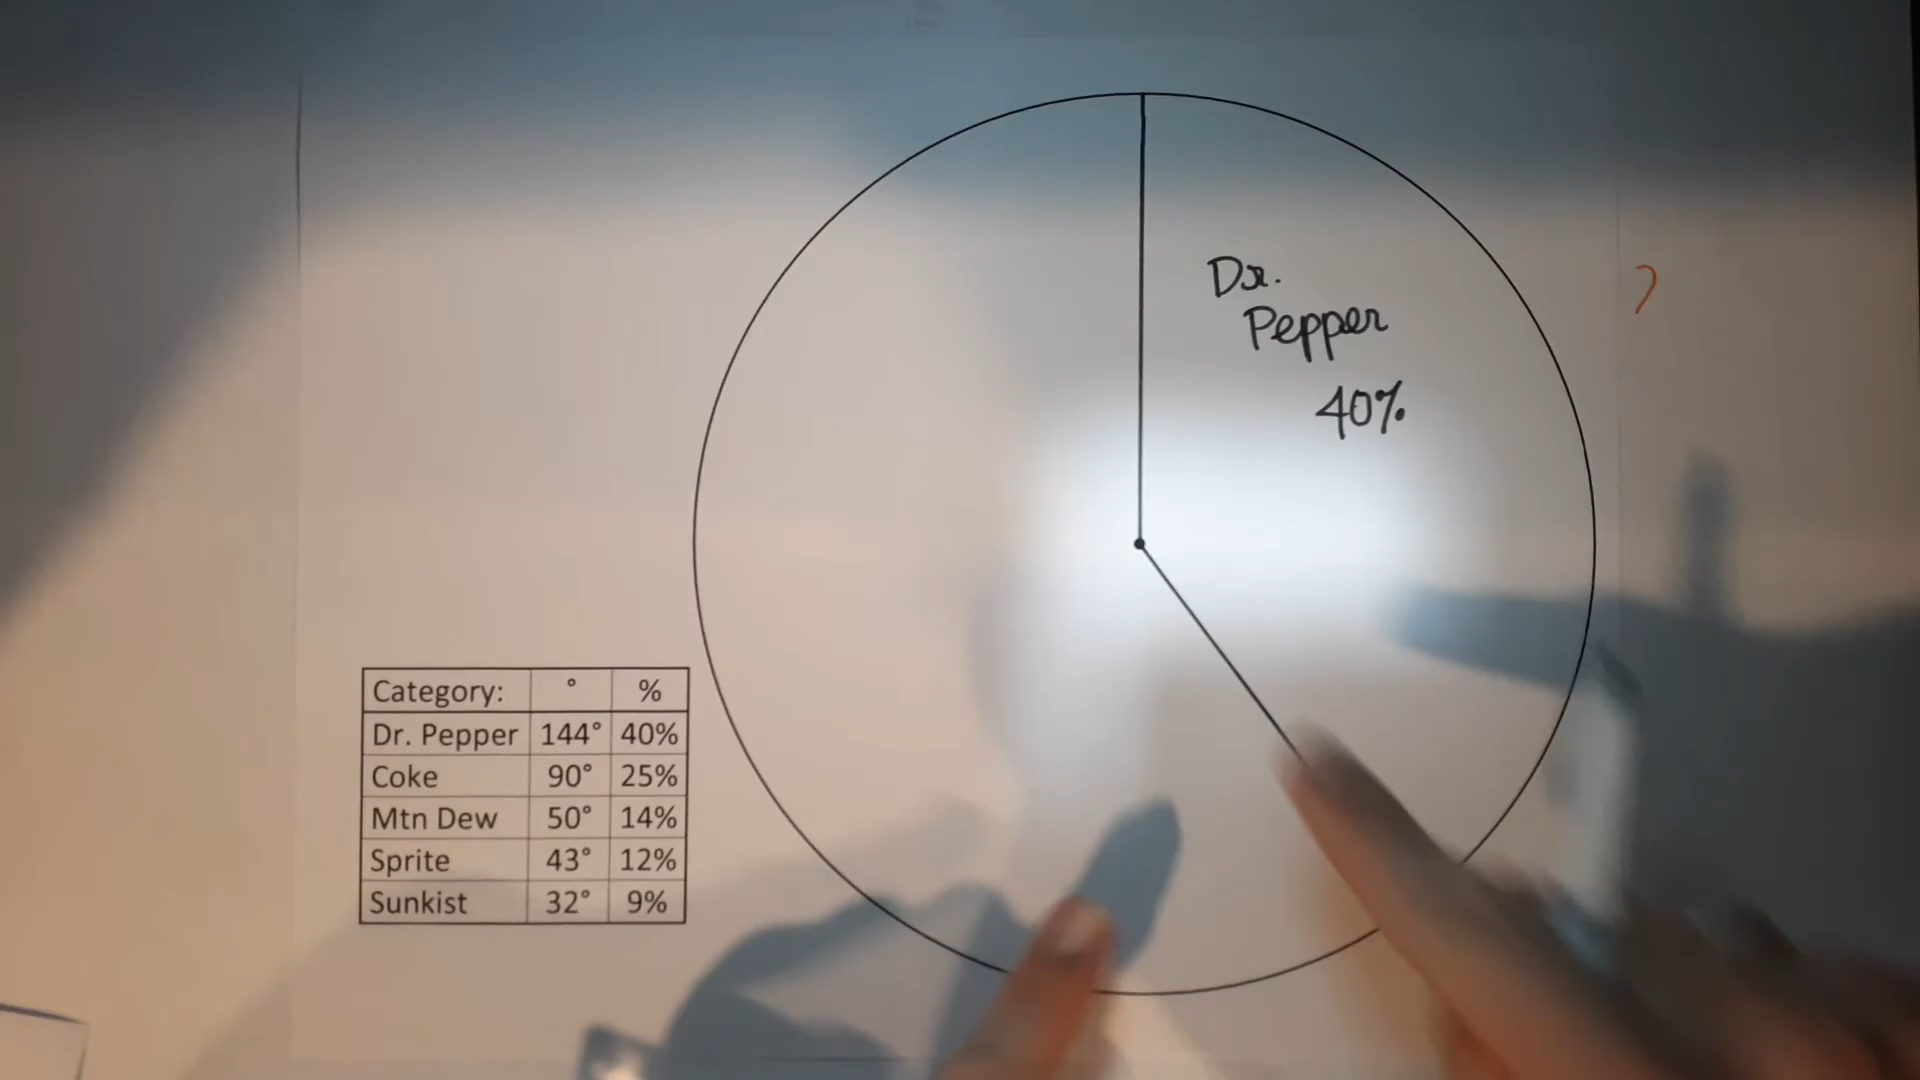 Dr.
Pepper
40%
Category: ° %
Dr. Pepper 144° 40%
Coke 90° 25%
Mtn Dew 50° 14%
Sprite 43° 12%
Sunkist 32° 9%